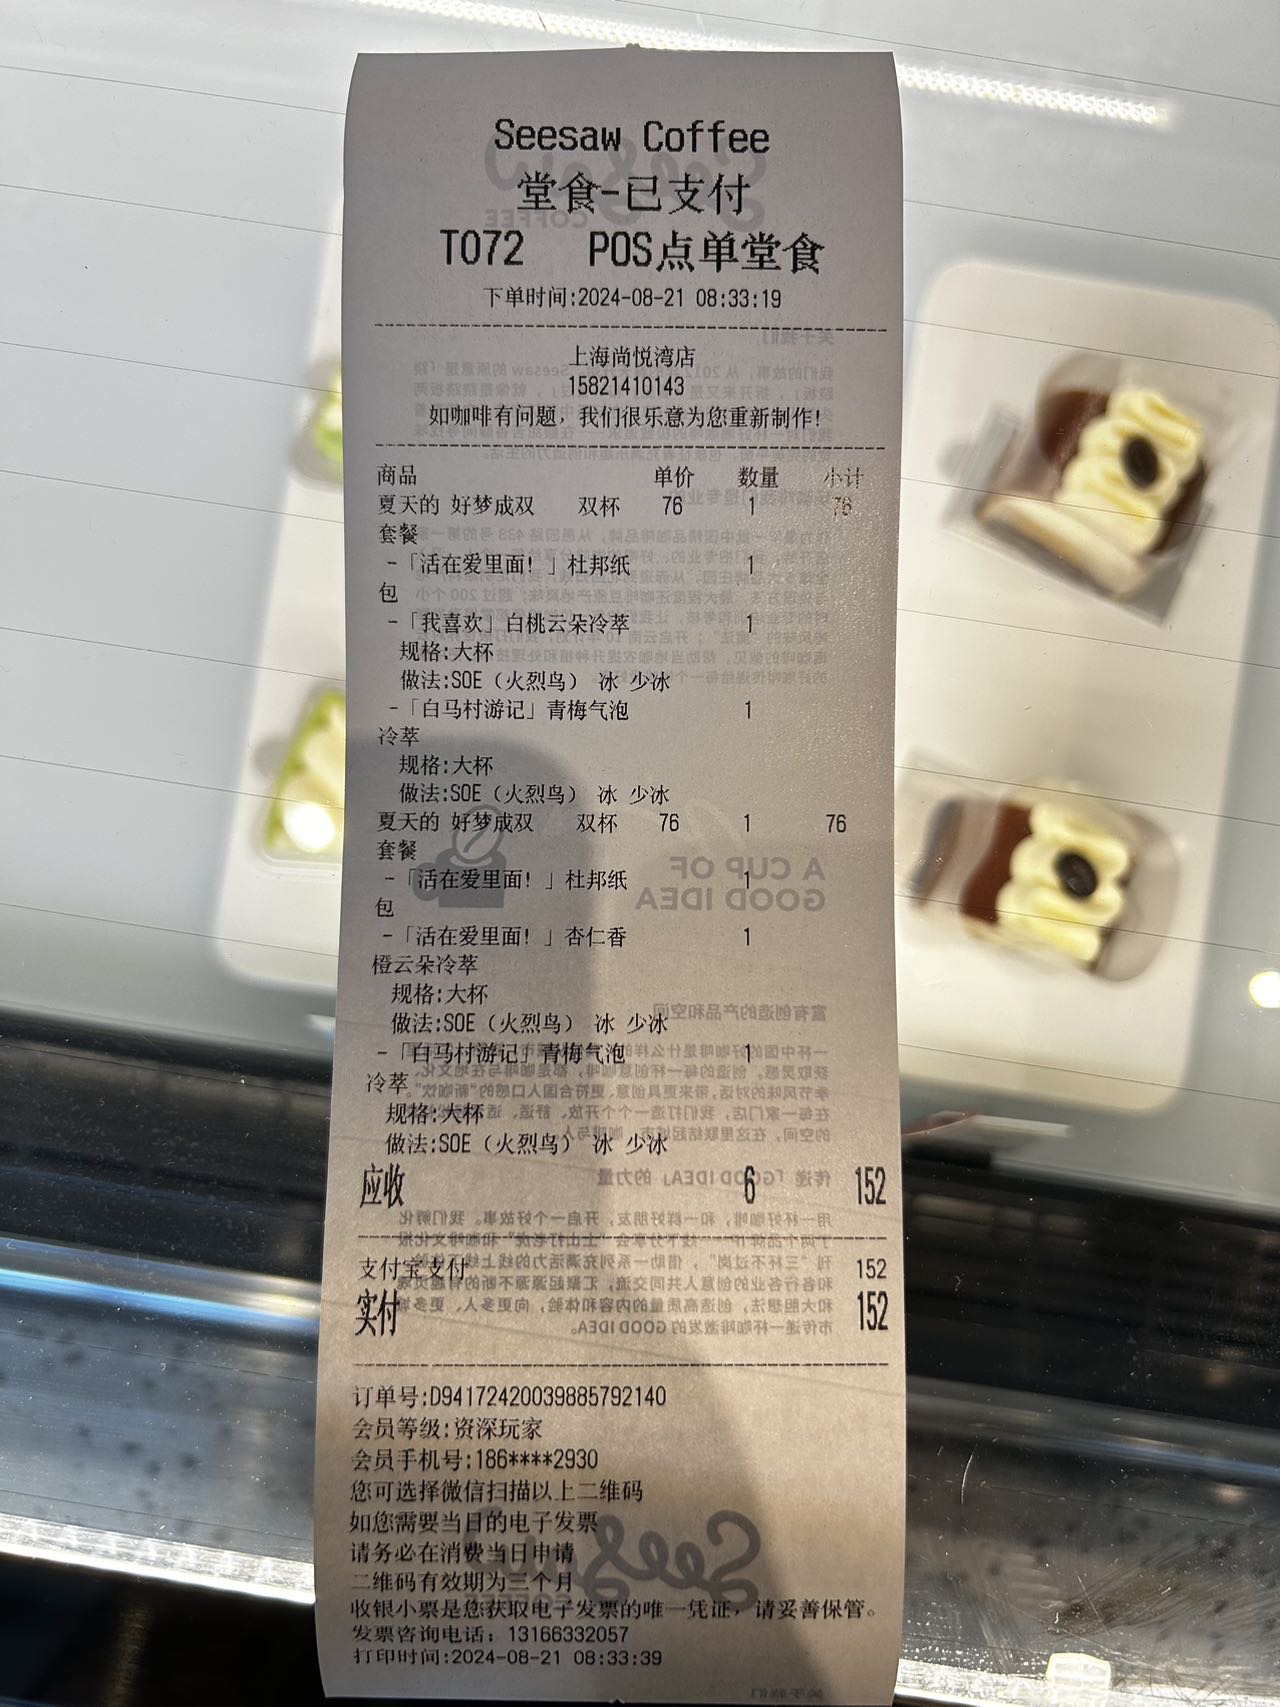 Seesaw Coffee
堂食-已支付
T072 POS点单堂食
下单时间:2024-08-21 08:33:19
上海尚悦湾店
15821410143
如咖啡有问题，我们很乐意为您重新制作!
商品 单价 数量 小计
夏天的 好梦成双 双杯 76 1 76
套餐
-「活在爱里面!」杜邦纸 1
包
-「我喜欢」白桃云朵冷萃 1
规格:大杯
做法:SOE（火烈鸟） 冰 少冰
-「白马村游记」青梅气泡 1
冷萃
规格:大杯
做法:SOE（火烈鸟） 冰 少冰
夏天的 好梦成双 双杯 76 1 76
套餐
-「活在爱里面!」杜邦纸 1
包
-「活在爱里面!」杏仁香 1
橙云朵冷萃
规格:大杯
做法:SOE（火烈鸟） 冰 少冰
-「白马村游记」青梅气泡 1
冷萃
规格:大杯
做法:SOE（火烈鸟） 冰 少冰
应收 6 152
支付宝支付 152
实付 152
订单号:D941724200398857921​40
会员等级:资深玩家
会员手机号:186****2930
您可选择微信扫描以上二维码
如您需要当日的电子发票
请务必在消费当日申请
二维码有效期为三个月
收银小票是您获取电子发票的唯一凭证，请妥善保管。
发票咨询电话：13166332057
打印时间:2024-08-21 08:33:39
A CUP OF
GOOD IDEA